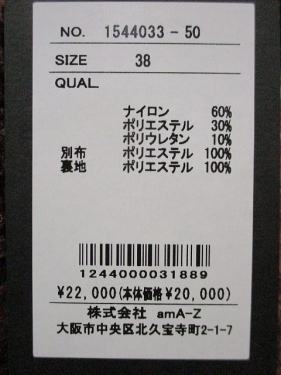 NO. 1544033-50
SIZE 38
QUAL
ナイロン 60%
ポリエステル 30%
ポリウレタン 10%
別布 ポリエステル 100%
裏地 ポリエステル 100%
1244000031889
¥22,000(本体価格¥20,000)
株式会社 amA-Z
大阪市中央区北久宝寺町2-1-7